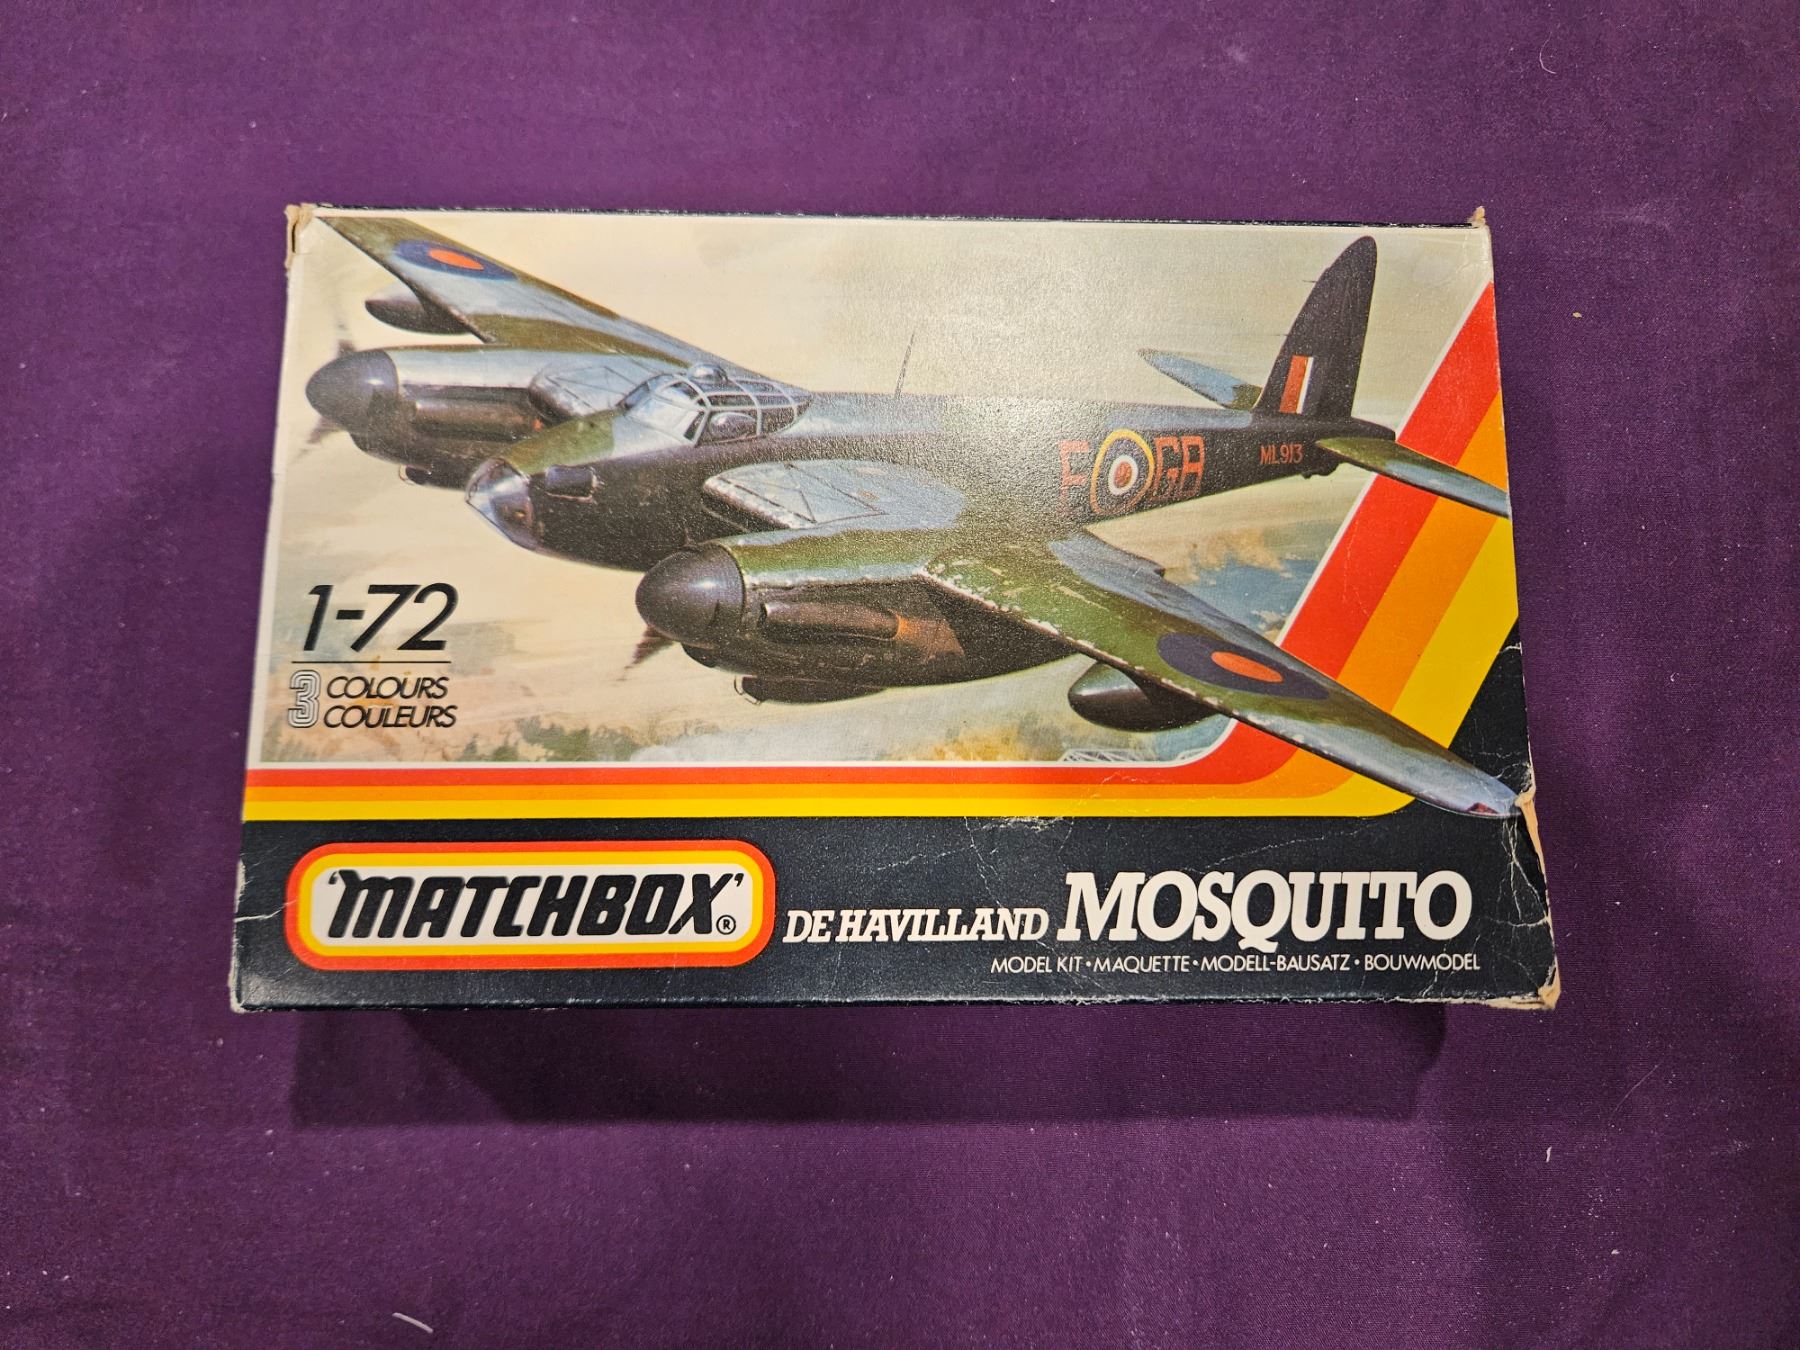 F GB
ML913
1-72
3 COLOURS
COULEURS
'MATCHBOX'®
DE HAVILLAND MOSQUITO
MODEL KIT • MAQUETTE • MODELL-BAUSATZ • BOUWMODEL